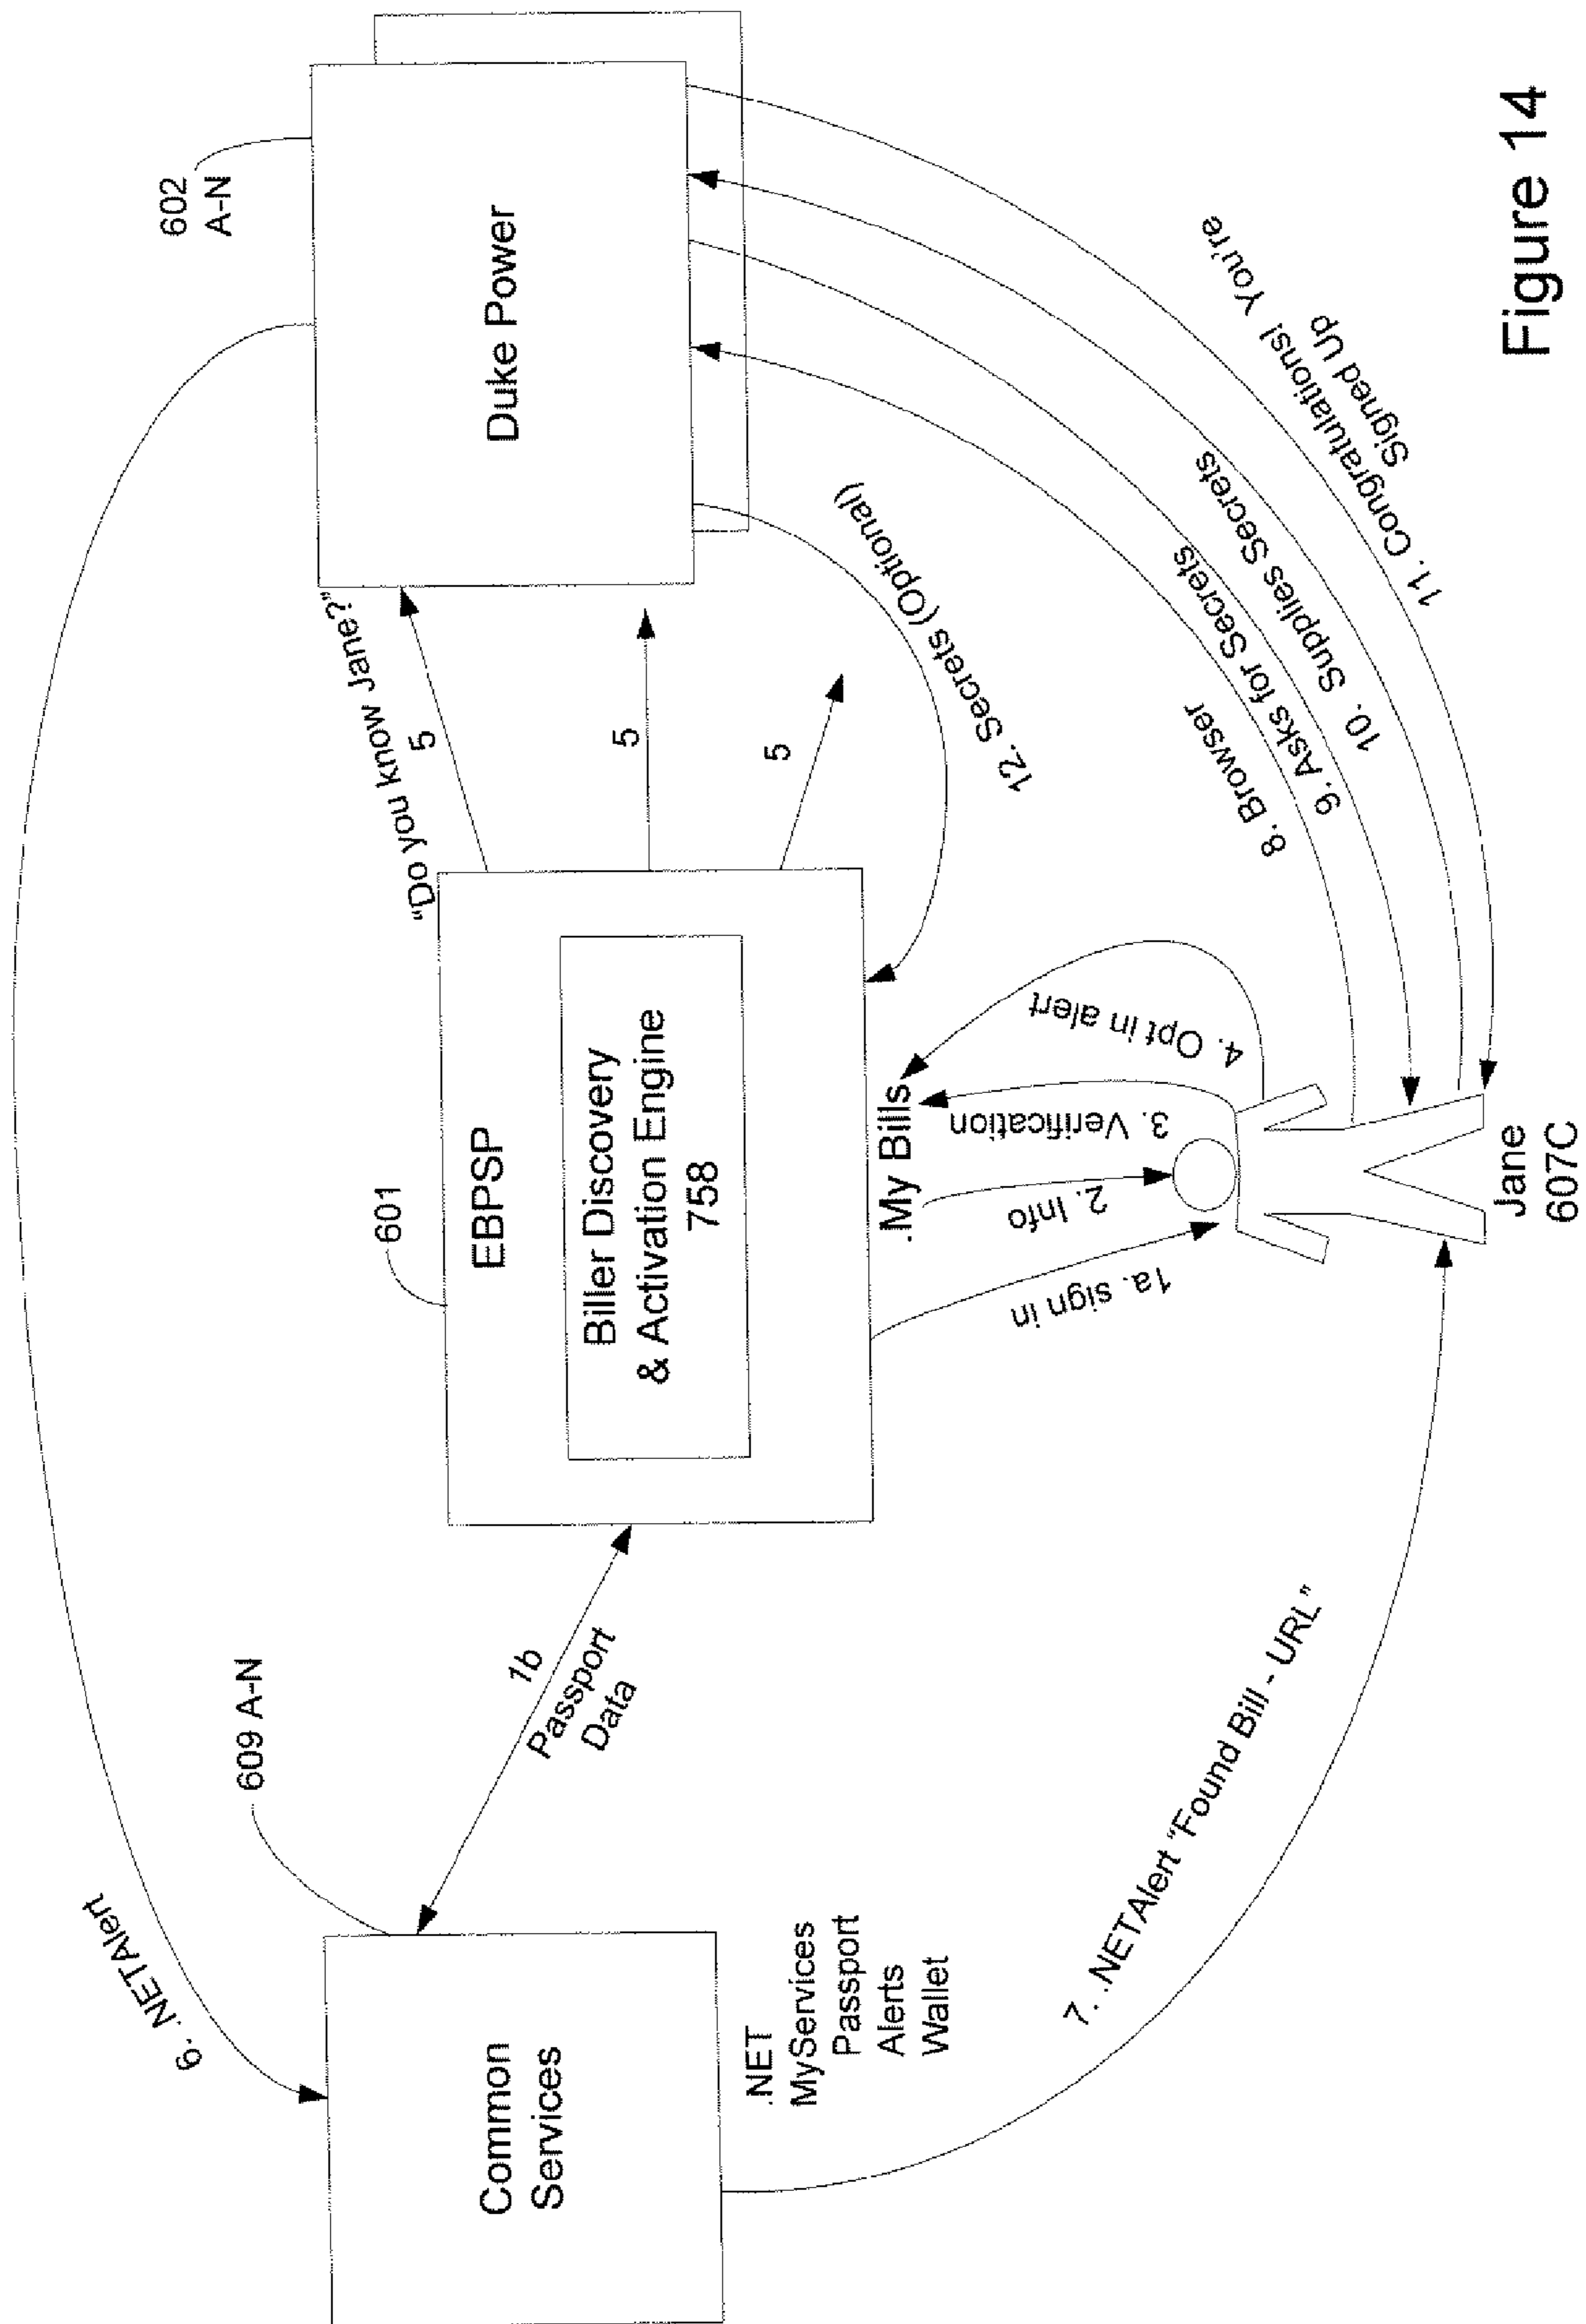 6. .NETAlert
602
A-N
609 A-N
601
"Do you know Jane?"
Common
Services
1b
Passport
Data
EBPSP
Biller Discovery
& Activation Engine
758
5
5
5
Duke Power
.NET
MyServices
Passport
Alerts
Wallet
.My Bills
1a. sign in
2. Info
3. Verification
4. Opt in alert
12. Secrets (Optional)
7. .NETAlert "Found Bill - URL"
8. Browser
9. Asks for Secrets
10. Supplies Secrets
11. Congratulations! You're
Signed Up
Jane
607C
Figure 14